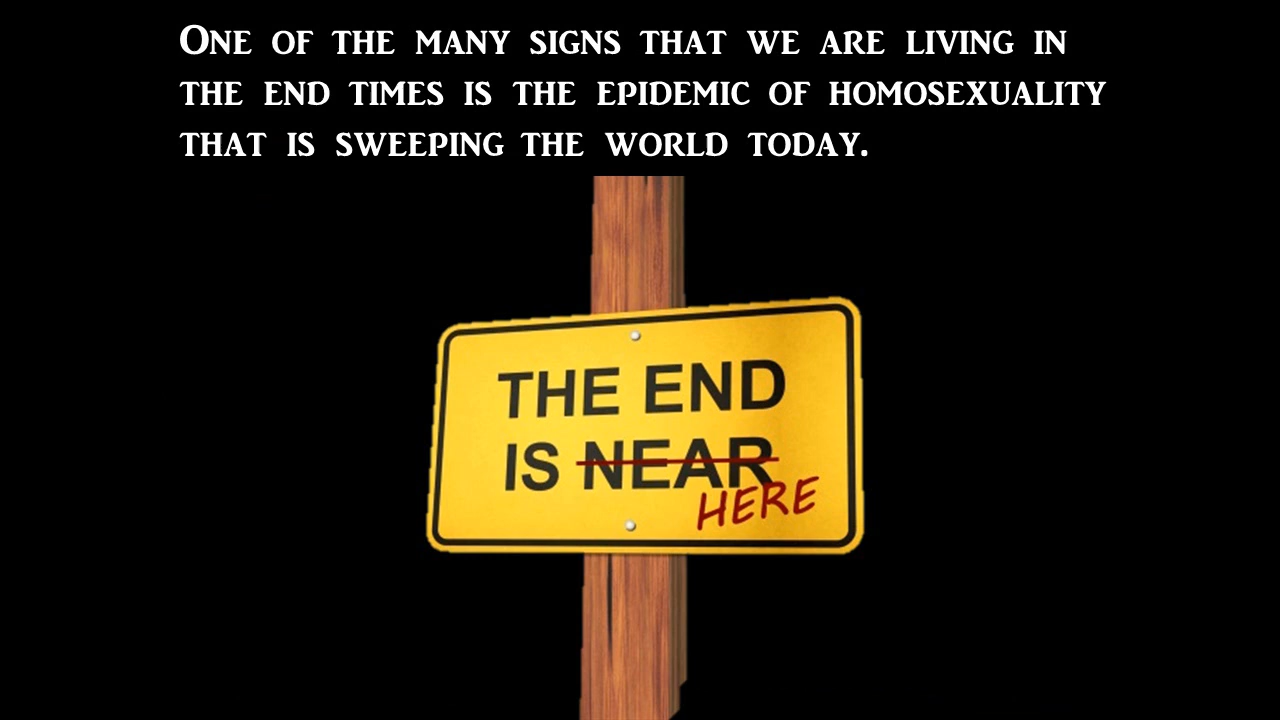 One of the many signs that we are living in
the end times is the epidemic of homosexuality
that is sweeping the world today.
THE END
IS NEAR
HERE